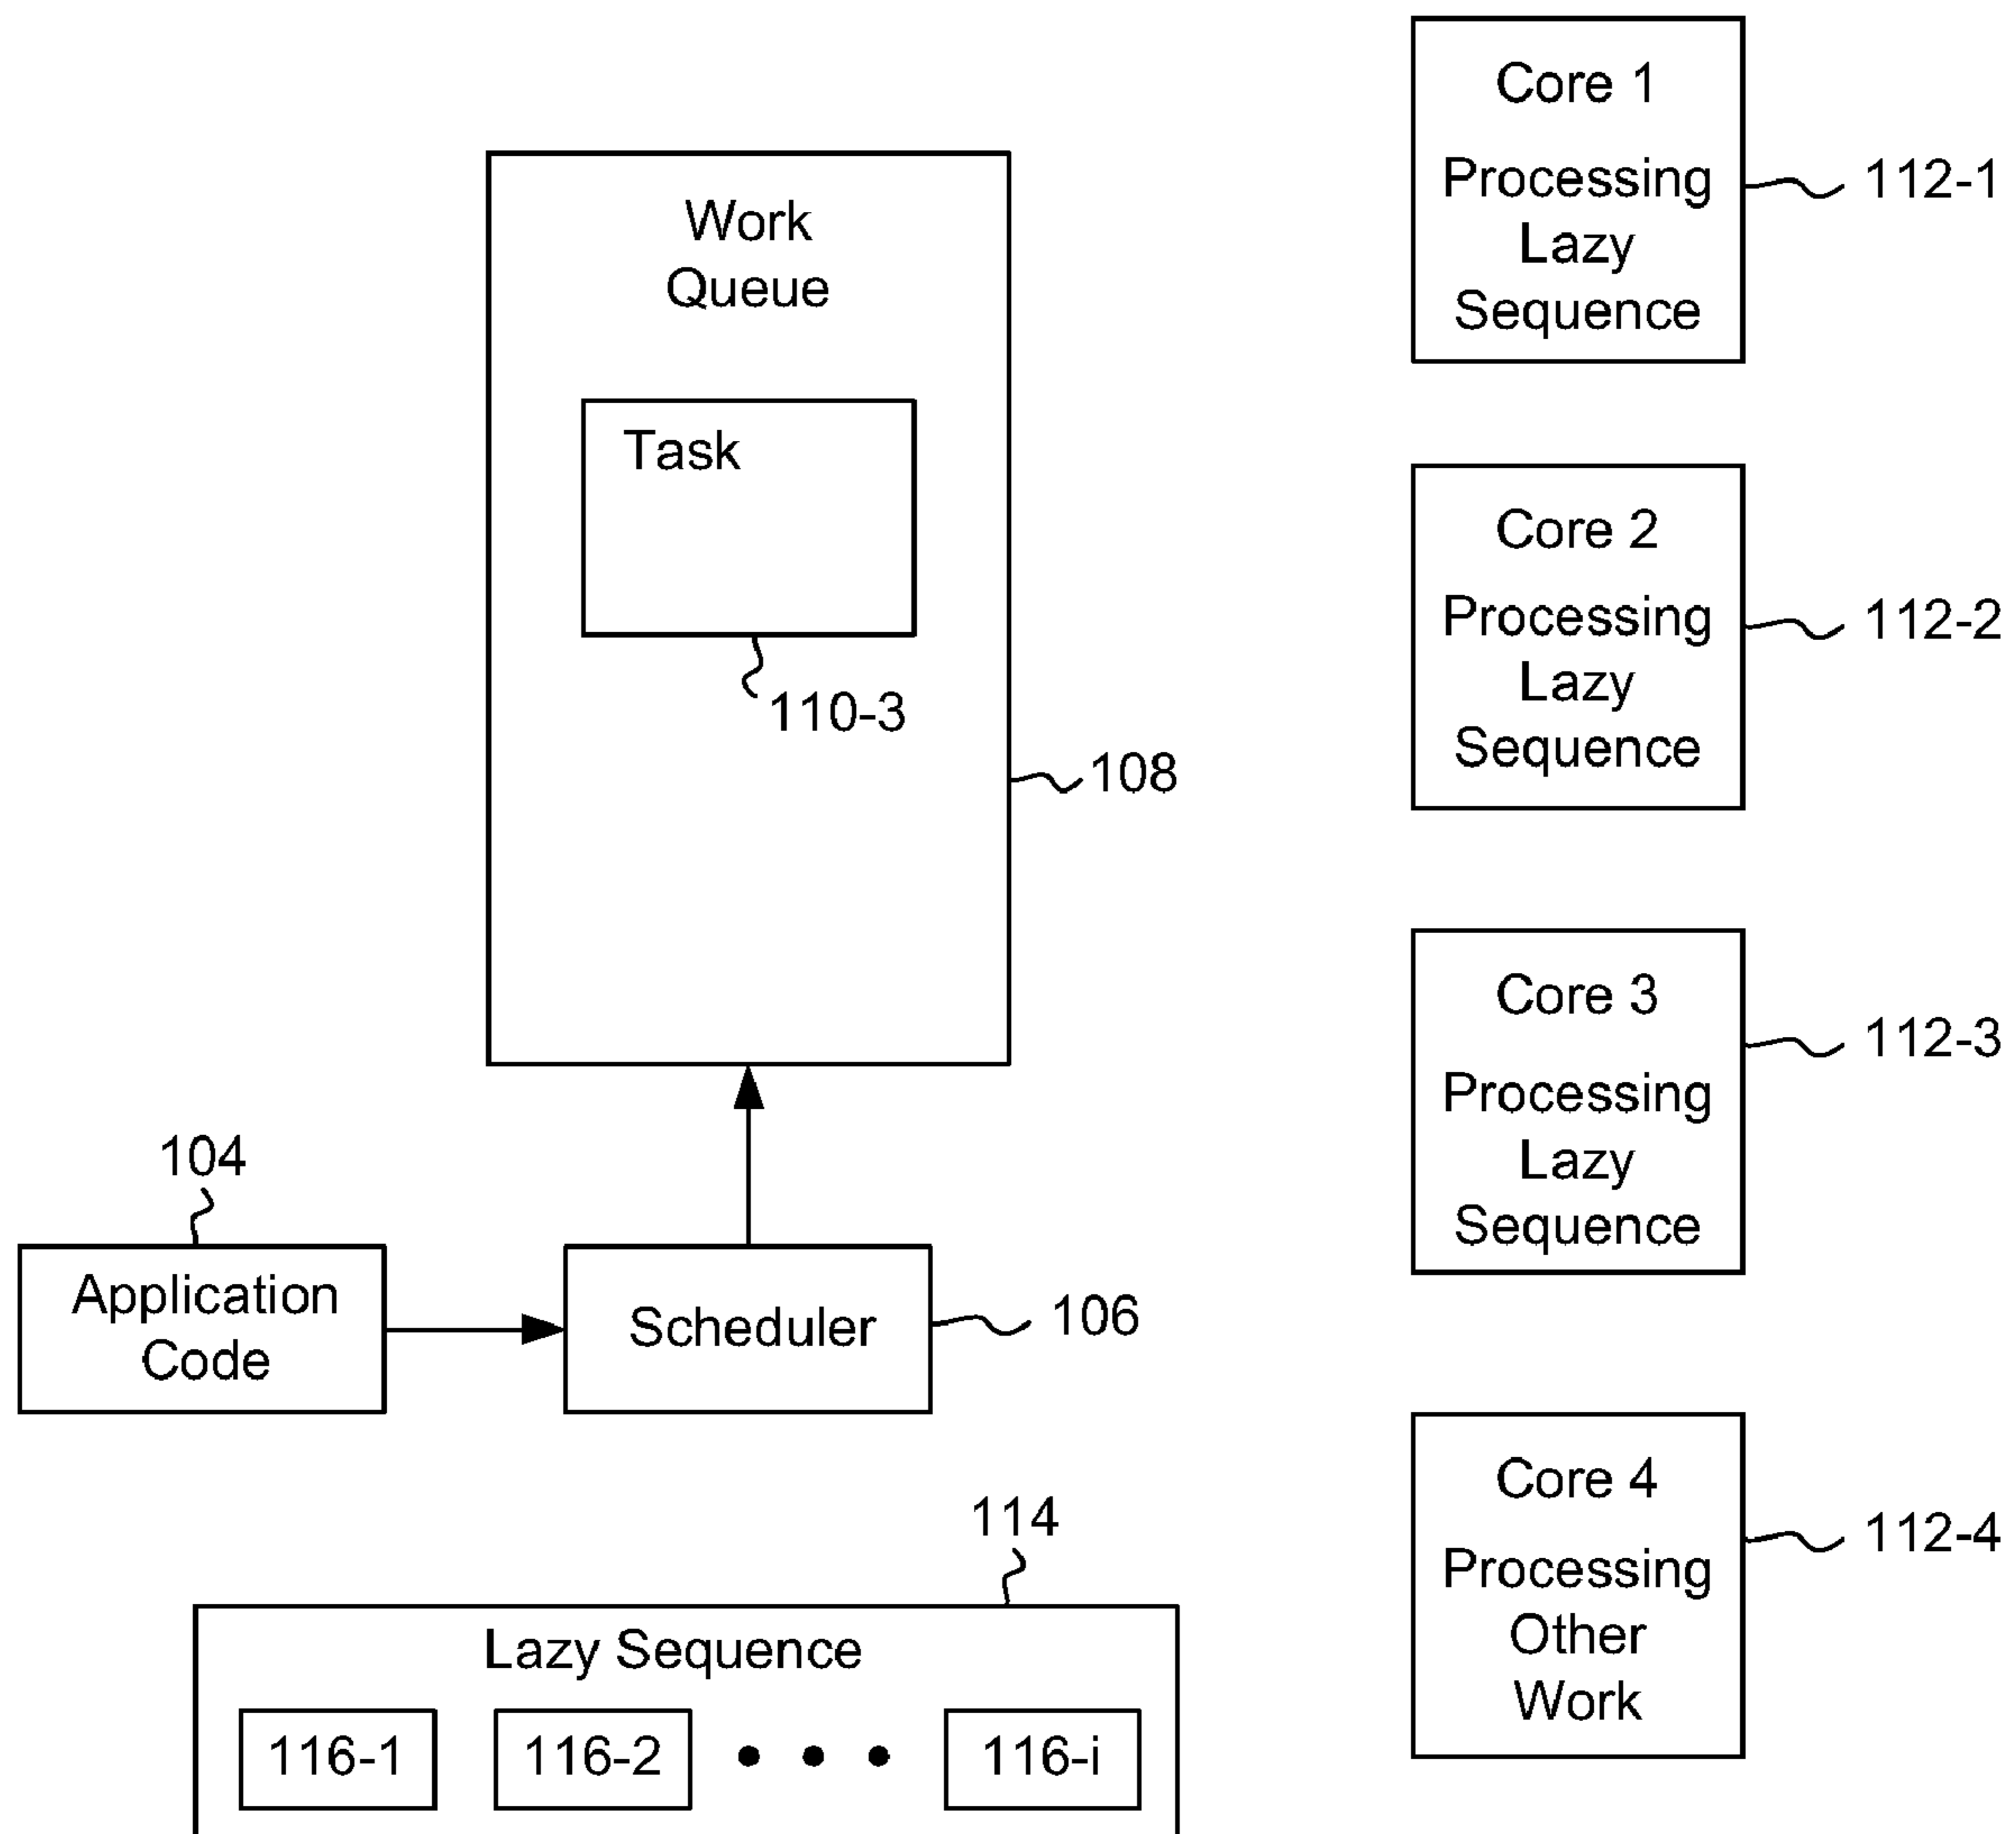 Work
Queue
Task
110-3
108
104
Application
Code
Scheduler
106
114
Lazy Sequence
116-1
116-2
116-i
Core 1
Processing
Lazy
Sequence
112-1
Core 2
Processing
Lazy
Sequence
112-2
Core 3
Processing
Lazy
Sequence
112-3
Core 4
Processing
Other
Work
112-4